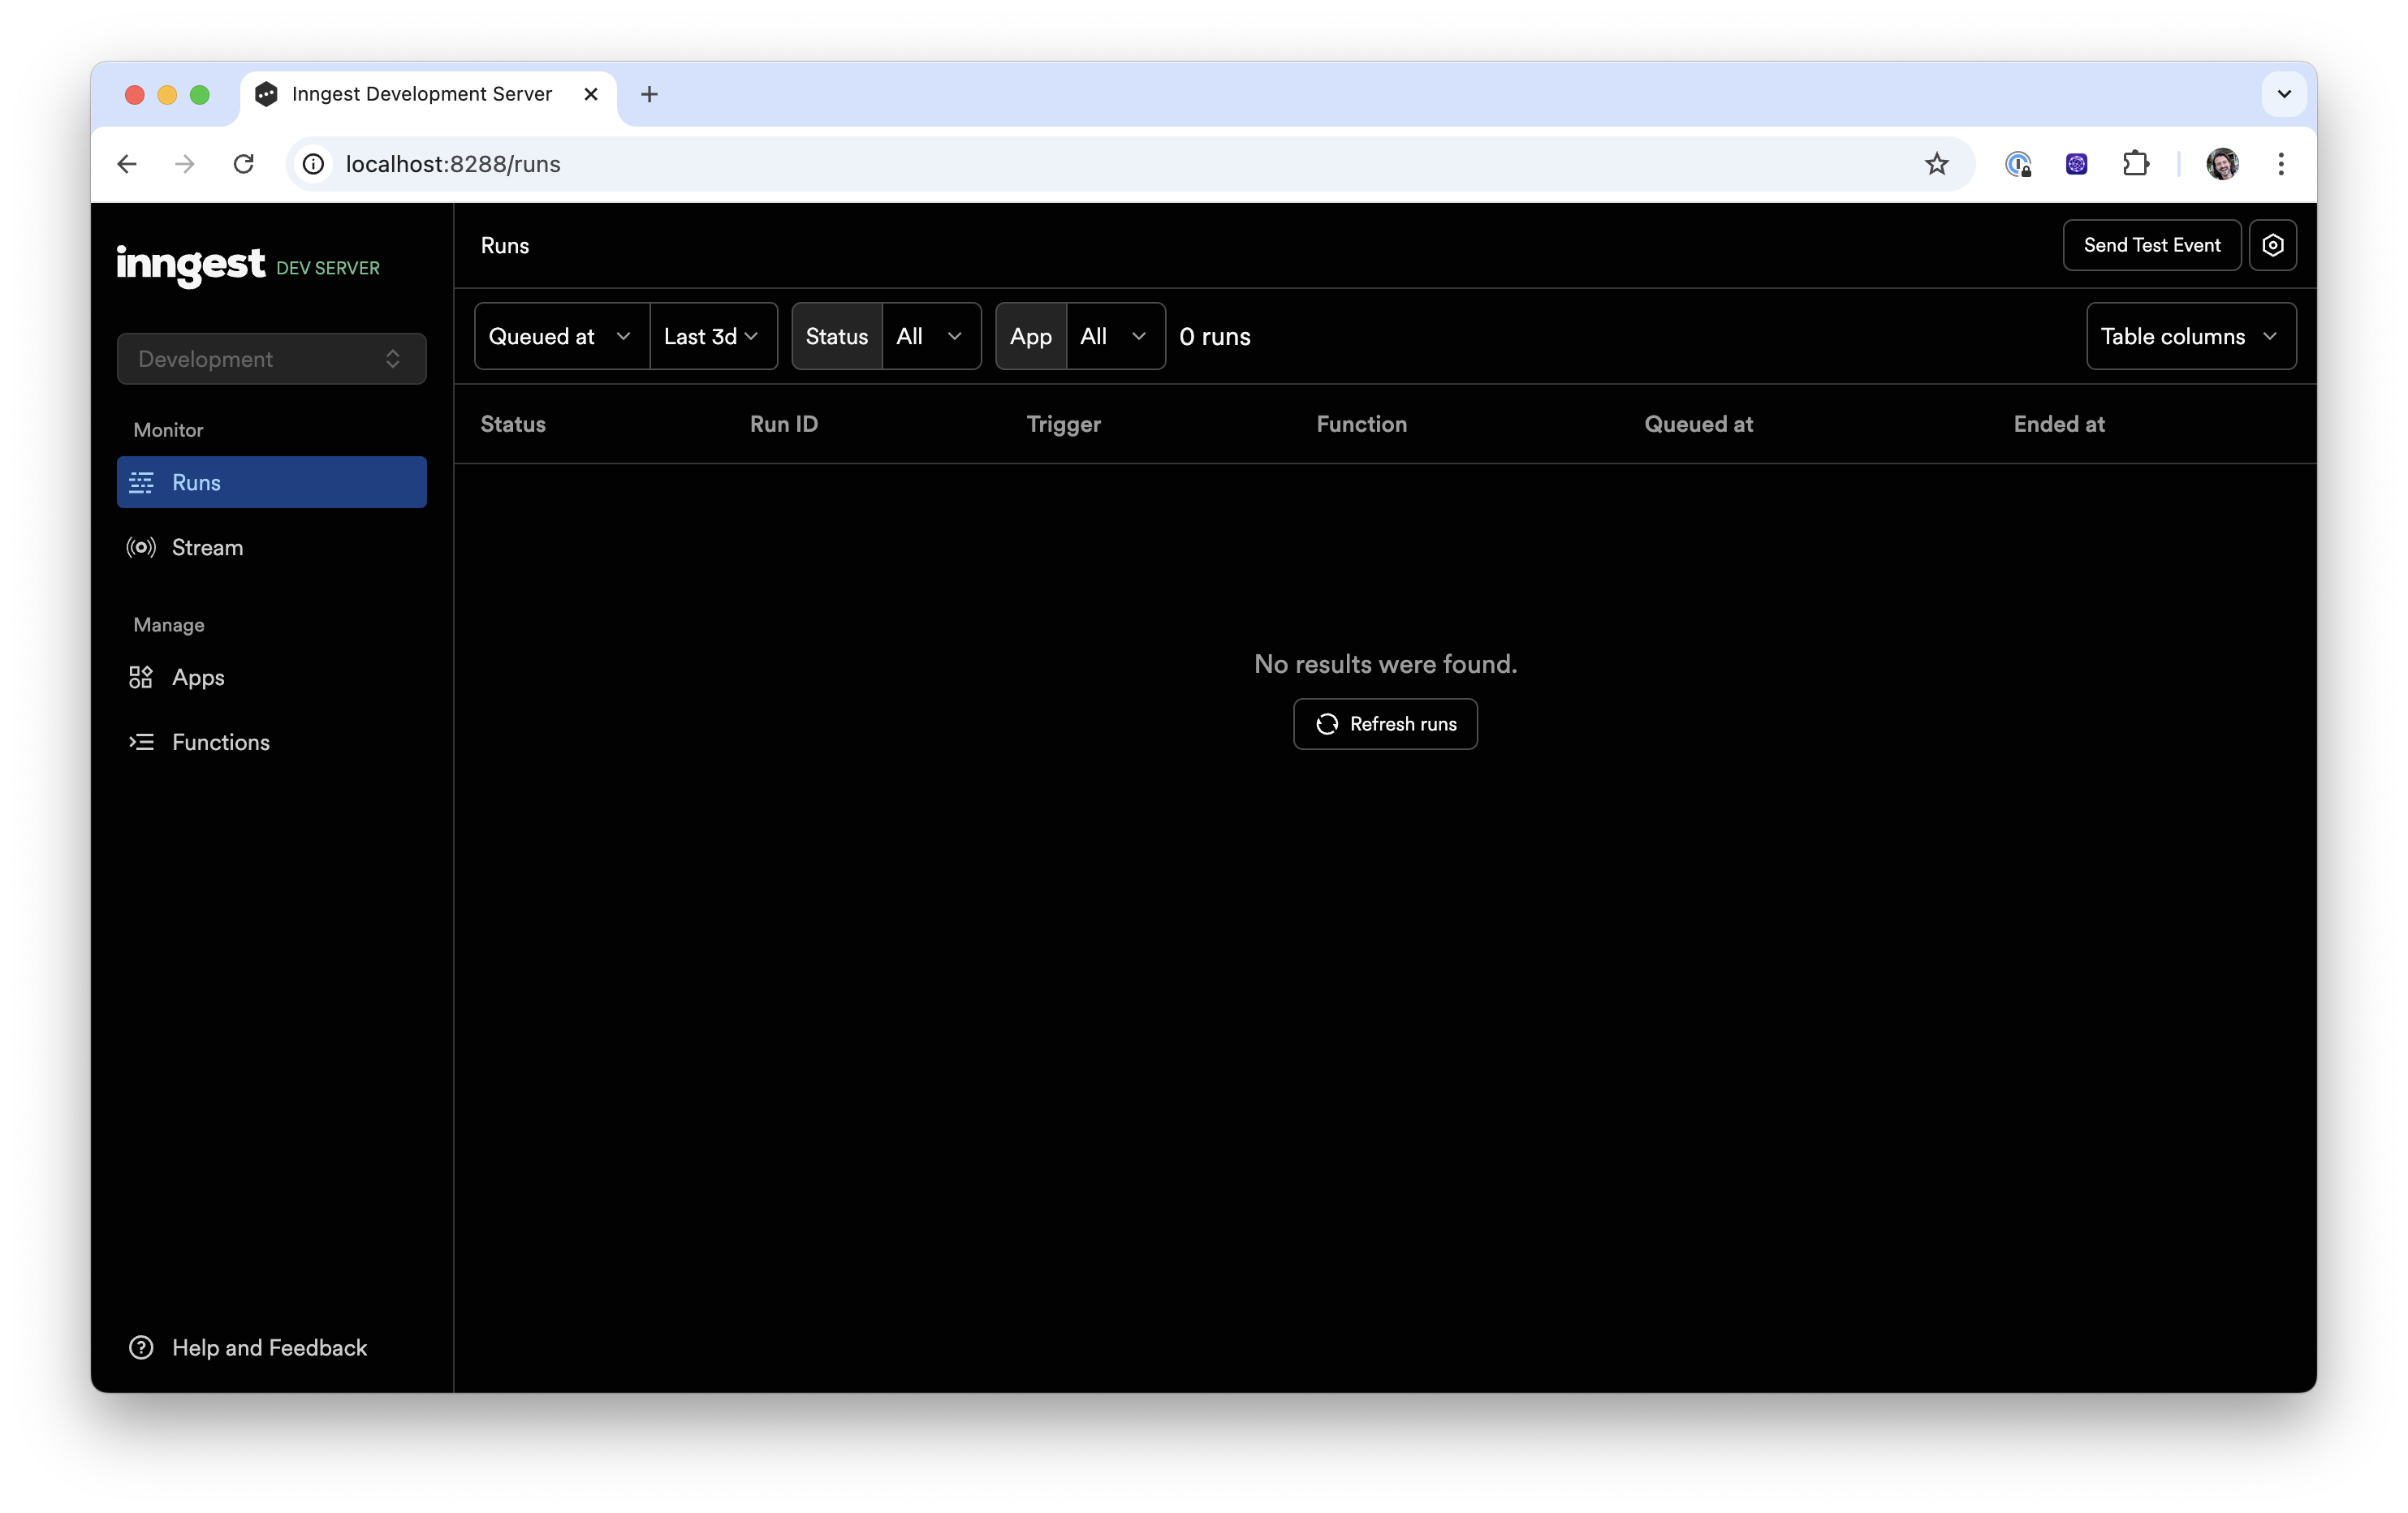 Inngest Development Server
localhost:8288/runs
inngest DEV SERVER
Development
Monitor
Runs
Stream
Manage
Apps
Functions
Help and Feedback
Runs
Send Test Event
Queued at Last 3d Status All App All 0 runs Table columns
Status Run ID Trigger Function Queued at Ended at
No results were found.
Refresh runs